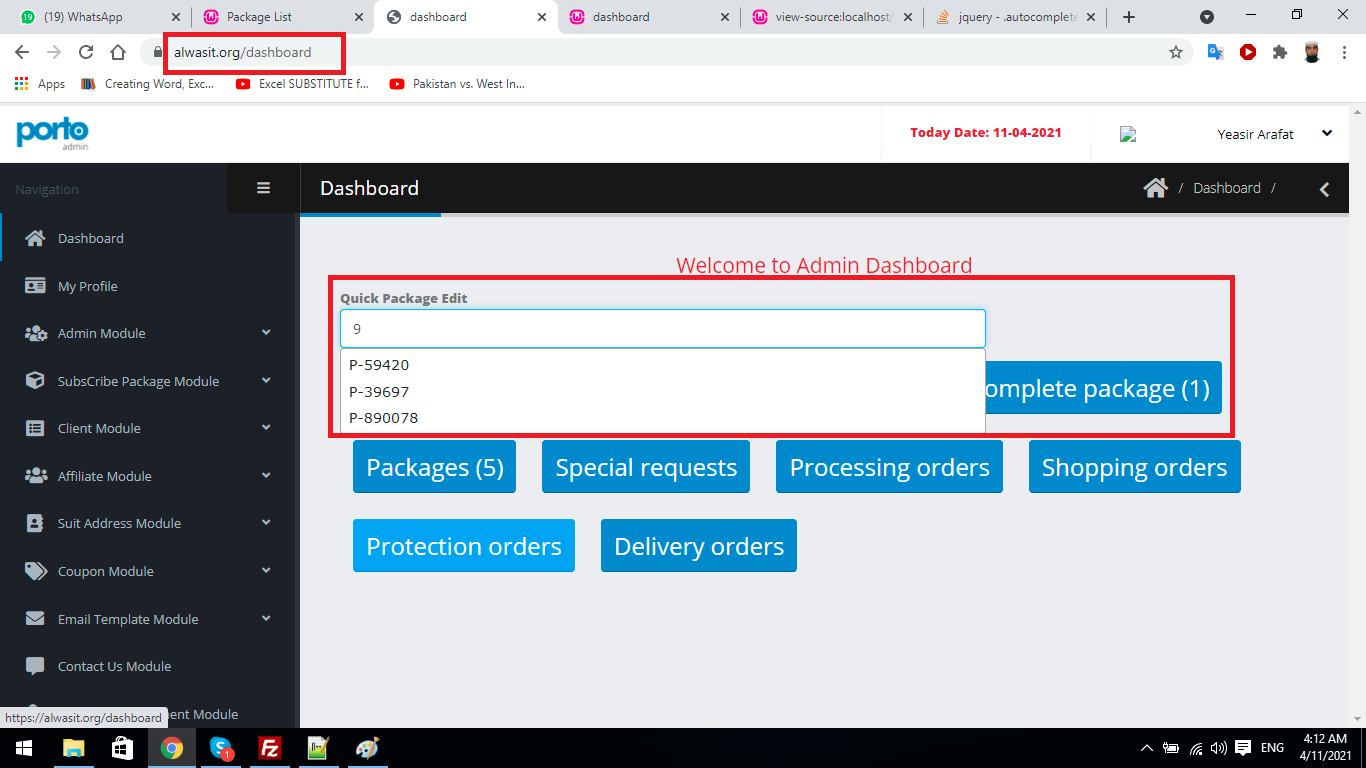 (19) WhatsApp
Package List
dashboard
dashboard
view-source:localhost/
jquery - .autocomplete
alwasit.org/dashboard
Apps
Creating Word, Exc...
Excel SUBSTITUTE f...
Pakistan vs. West In...
porto
admin
Today Date: 11-04-2021
Yeasir Arafat
Navigation
Dashboard
/ Dashboard /
Dashboard
My Profile
Admin Module
SubsCribe Package Module
Client Module
Affiliate Module
Suit Address Module
Coupon Module
Email Template Module
Contact Us Module
ent Module
Welcome to Admin Dashboard
Quick Package Edit
9
P-59420
P-39697
P-890078
omplete package (1)
Packages (5)
Special requests
Processing orders
Shopping orders
Protection orders
Delivery orders
https://alwasit.org/dashboard
1
ENG
4:12 AM
4/11/2021